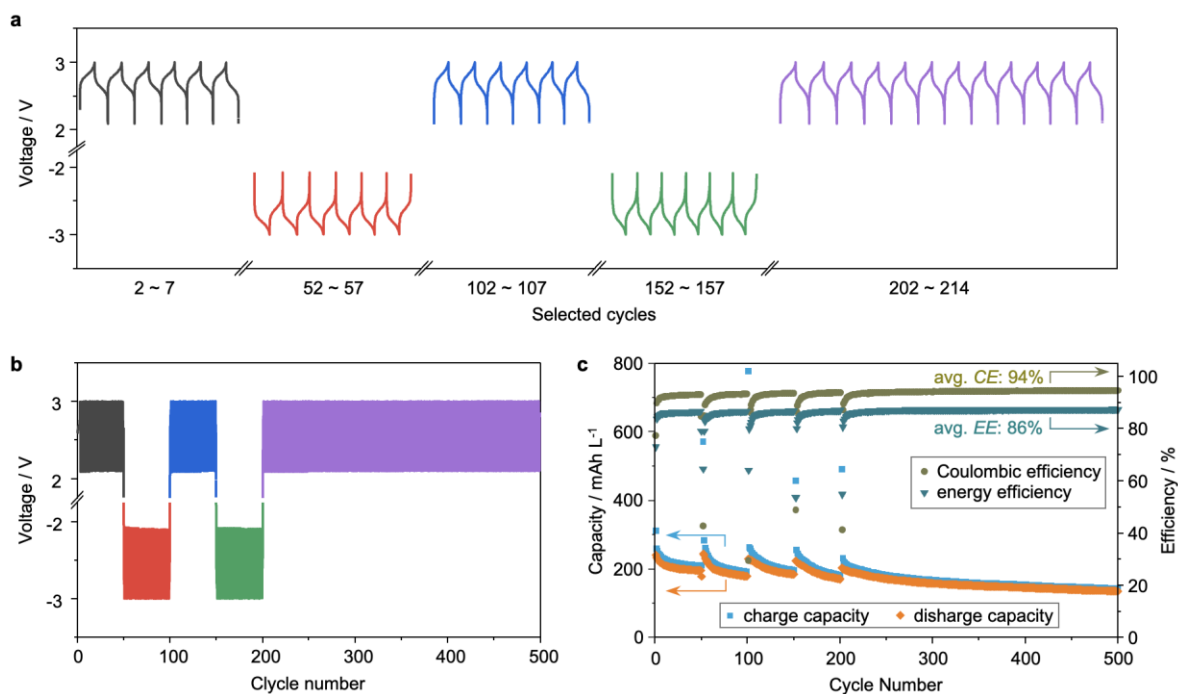 a
Voltage / V
3
2
-2
-3
2 ~ 7
52 ~ 57
102 ~ 107
152 ~ 157
202 ~ 214
Selected cycles
b
Voltage / V
3
2
-2
-3
0
100
200
300
400
500
Clycle number
c
Capacity / mAh L⁻¹
800
600
400
200
0
avg. CE: 94%
avg. EE: 86%
Coulombic efficiency
energy efficiency
charge capacity
disharge capacity
100
80
60
40
20
0
Efficiency / %
0
100
200
300
400
500
Cycle Number